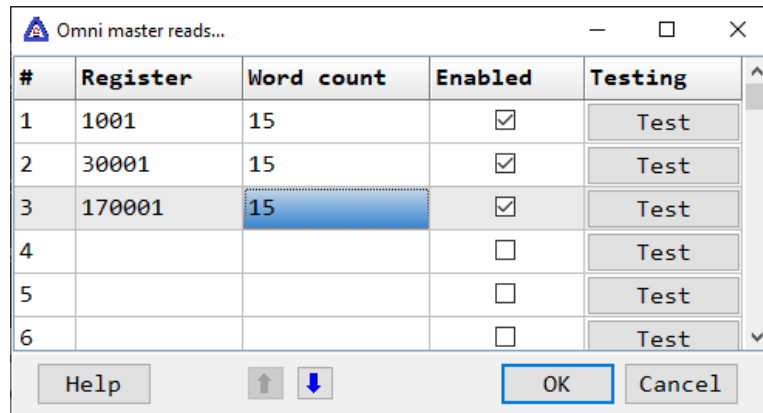 Omni master reads...
# Register Word count Enabled Testing
1 1001 15 Test
2 30001 15 Test
3 170001 15 Test
4 Test
5 Test
6 Test
Help OK Cancel